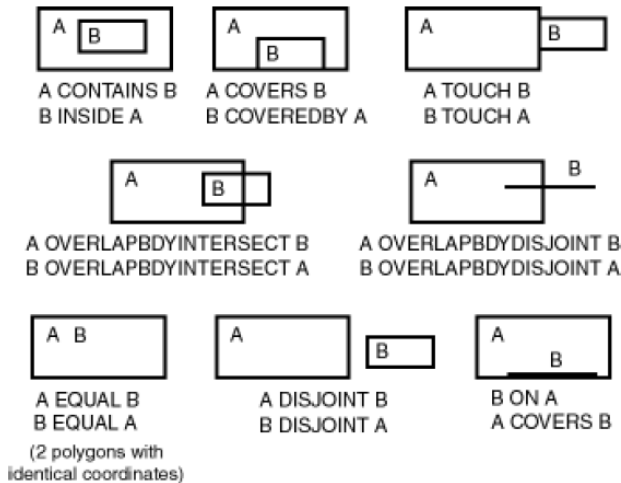 A B
A CONTAINS B
B INSIDE A
A B
A COVERS B
B COVEREDBY A
A B
A TOUCH B
B TOUCH A
A B
A OVERLAPBDYINTERSECT B
B OVERLAPBDYINTERSECT A
A B
A OVERLAPBDYDISJOINT B
B OVERLAPBDYDISJOINT A
A B
A EQUAL B
B EQUAL A
(2 polygons with
identical coordinates)
A B
A DISJOINT B
B DISJOINT A
A B
B ON A
A COVERS B